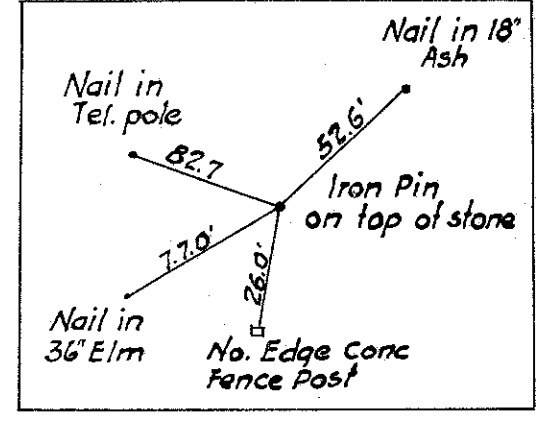 Nail in 18"
Ash
Nail in
Tel. pole
52.6'
82.7
Iron Pin
on top of stone
77.0'
26.0'
Nail in
36" Elm
No. Edge Conc
Fence Post